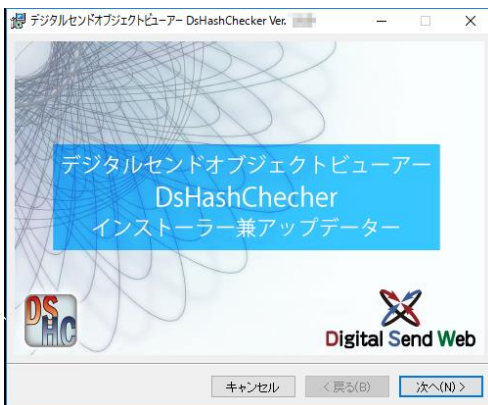 デジタルセンドオブジェクトビューアー DsHashChecker Ver.
デジタルセンドオブジェクトビューアー
DsHashChecher
インストーラー兼アップデーター
DS
HC
Digital Send Web
キャンセル
< 戻る(B)
次へ(N) >